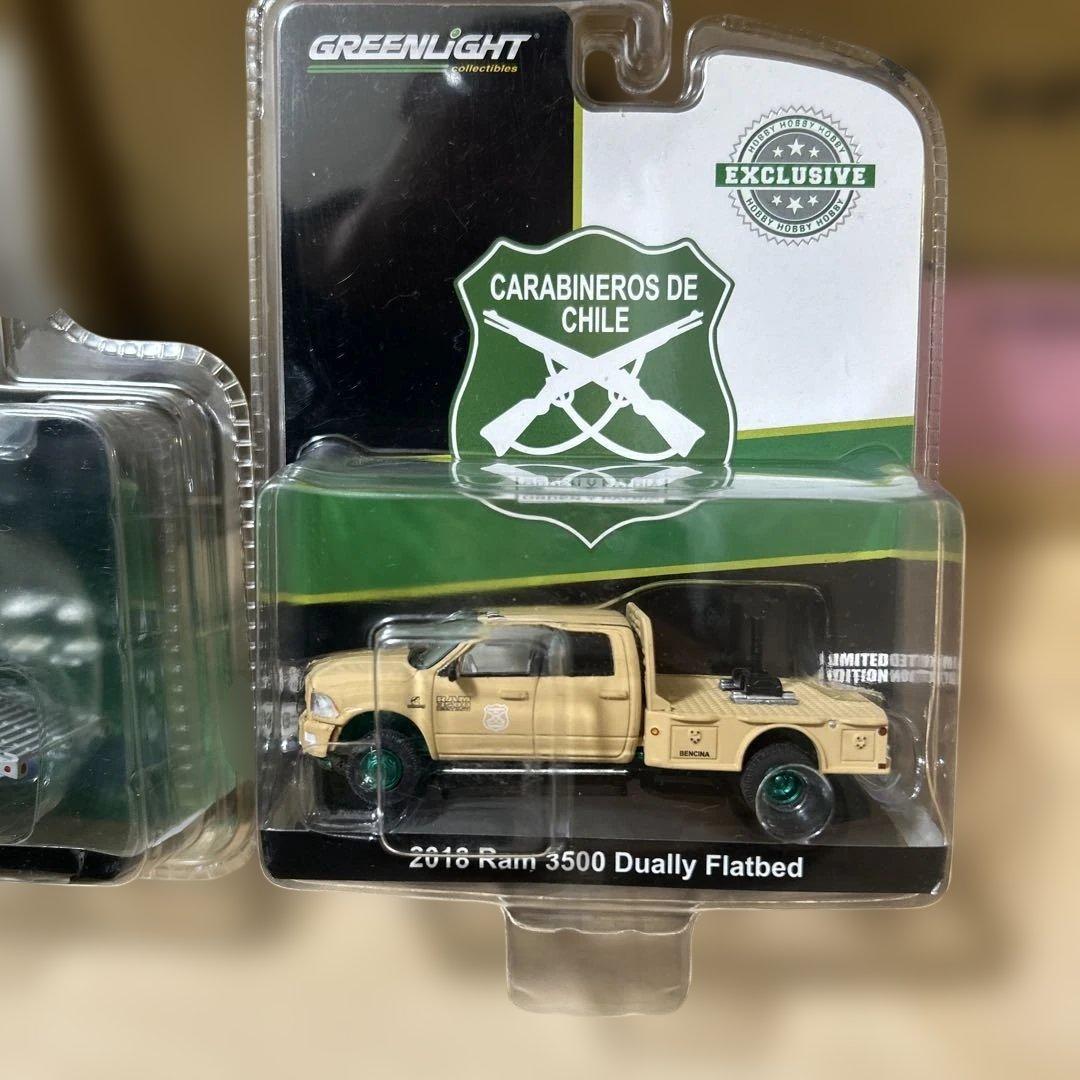 GREENLiGHT
collectibles
HOBBY HOBBY HOBBY
EXCLUSIVE
HOBBY HOBBY HOBBY
CARABINEROS DE
CHILE
LIMITED
EDITION
RAM
BENCINA
2018 Ram 3500 Dually Flatbed